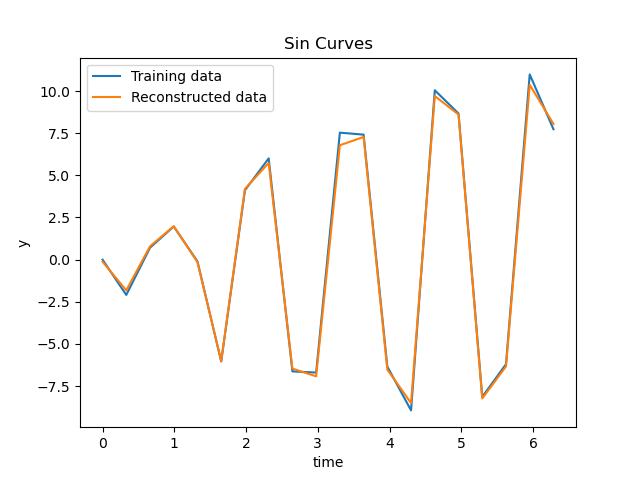 Sin Curves
Training data
Reconstructed data
10.0
7.5
5.0
2.5
0.0
−2.5
−5.0
−7.5
y
0 1 2 3 4 5 6
time